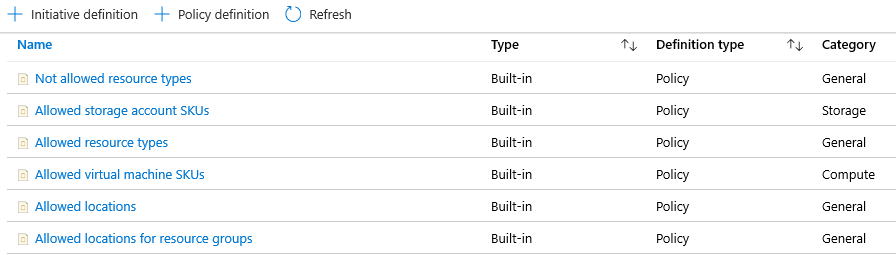 Initiative definition Policy definition Refresh
Name Type Definition type Category
Not allowed resource types Built-in Policy General
Allowed storage account SKUs Built-in Policy Storage
Allowed resource types Built-in Policy General
Allowed virtual machine SKUs Built-in Policy Compute
Allowed locations Built-in Policy General
Allowed locations for resource groups Built-in Policy General